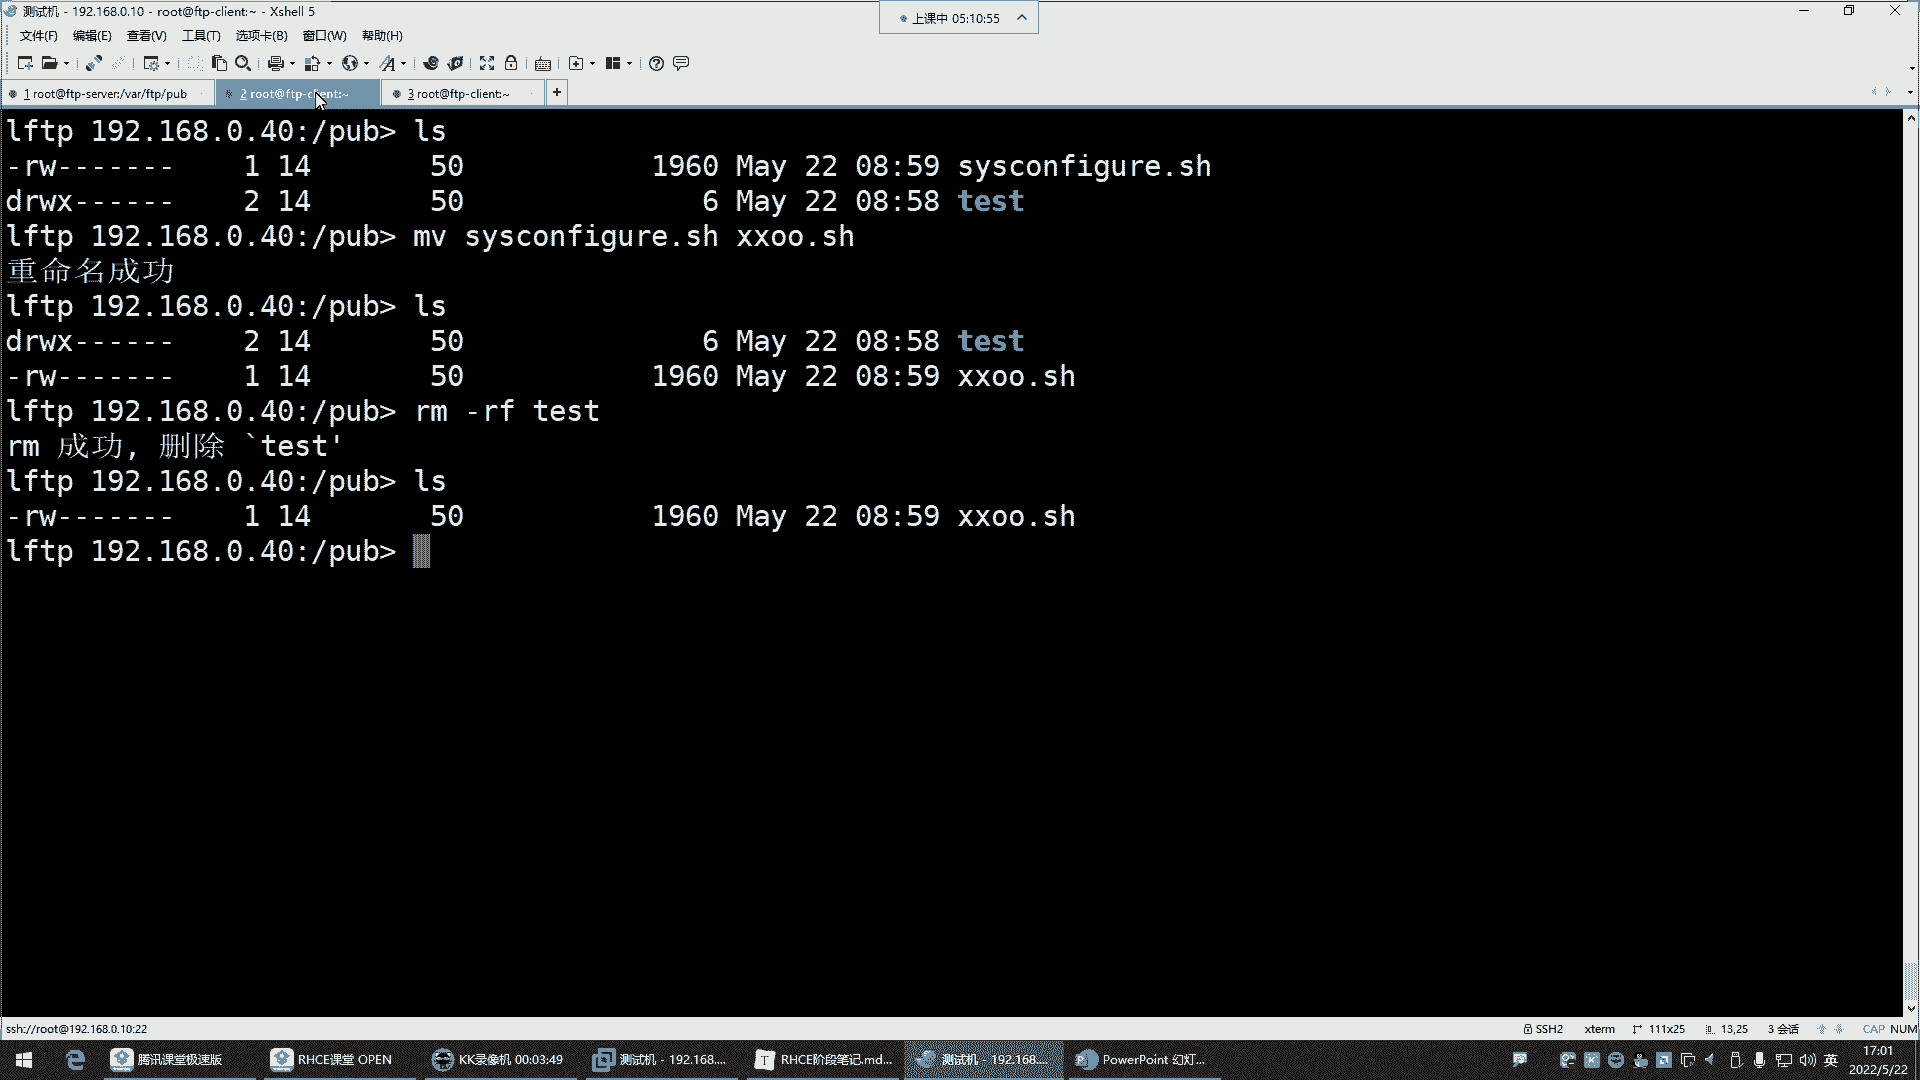 测试机 - 192.168.0.10 - root@ftp-client:~ - Xshell 5
上课中 05:10:55
文件(F) 编辑(E) 查看(V) 工具(T) 选项卡(B) 窗口(W) 帮助(H)
1 root@ftp-server:/var/ftp/pub 2 root@ftp-client:~ 3 root@ftp-client:~ +
lftp 192.168.0.40:/pub> ls
-rw------- 1 14 50 1960 May 22 08:59 sysconfigure.sh
drwx------ 2 14 50 6 May 22 08:58 test
lftp 192.168.0.40:/pub> mv sysconfigure.sh xxoo.sh
重命名成功
lftp 192.168.0.40:/pub> ls
drwx------ 2 14 50 6 May 22 08:58 test
-rw------- 1 14 50 1960 May 22 08:59 xxoo.sh
lftp 192.168.0.40:/pub> rm -rf test
rm 成功, 删除 `test'
lftp 192.168.0.40:/pub> ls
-rw------- 1 14 50 1960 May 22 08:59 xxoo.sh
lftp 192.168.0.40:/pub>
ssh://root@192.168.0.10:22 SSH2 xterm 111x25 13,25 3 会话 CAP NUM
腾讯课堂极速版 RHCE课堂 OPEN KK录像机 00:03:49 测试机 - 192.168.... RHCE阶段笔记.md... 测试机 - 192.168.... PowerPoint 幻灯... 英 17:01
2022/5/22